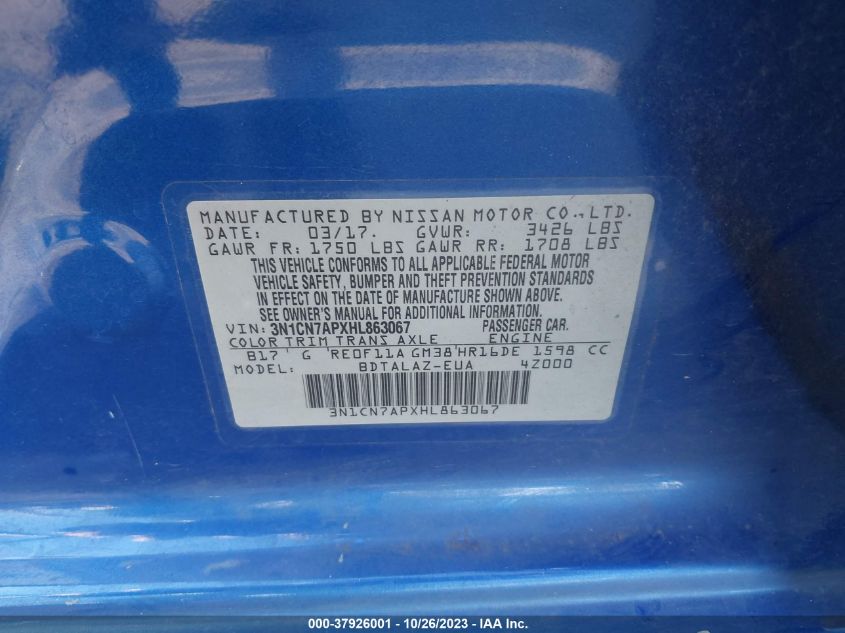 MANUFACTURED BY NISSAN MOTOR CO.,LTD.
DATE: 03/17. GVWR: 3426 LBS
GAWR FR: 1750 LBS GAWR RR: 1708 LBS
THIS VEHICLE CONFORMS TO ALL APPLICABLE FEDERAL MOTOR
VEHICLE SAFETY, BUMPER AND THEFT PREVENTION STANDARDS
IN EFFECT ON THE DATE OF MANUFACTURE SHOWN ABOVE.
SEE OWNER'S MANUAL FOR ADDITIONAL INFORMATION.
VIN: 3N1CN7APXHL863067 PASSENGER CAR.
COLOR TRIM TRANS AXLE ENGINE
B17 G RE0F11A GM38 HR16DE 1598 CC
MODEL: BDTALAZ-EUA 4Z000
3N1CN7APXHL863067
000-37926001 - 10/26/2023 - IAA Inc.